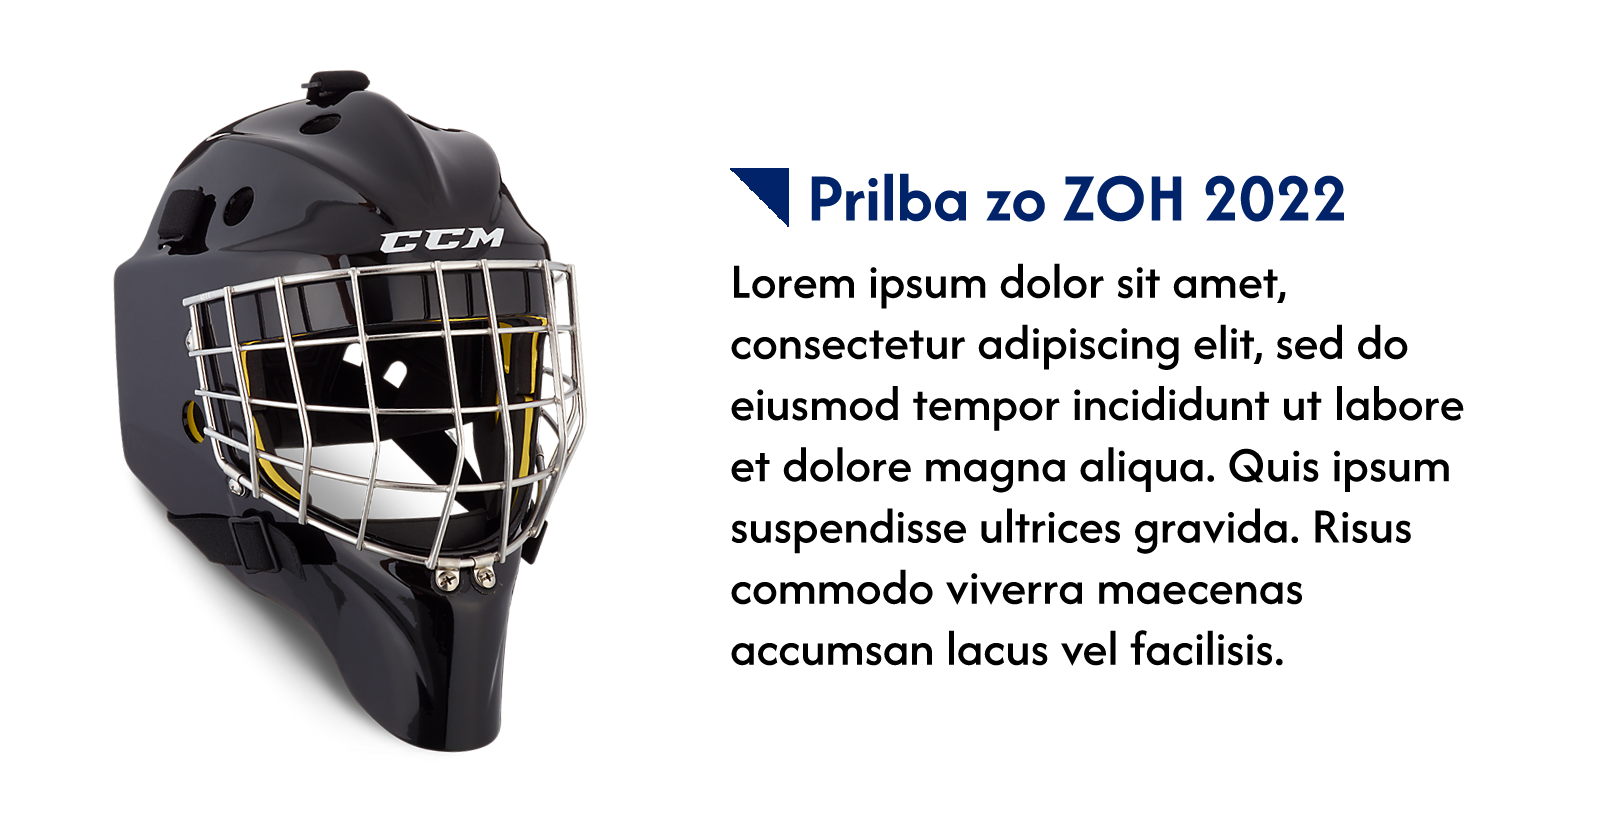 CCM
Prilba zo ZOH 2022
Lorem ipsum dolor sit amet,
consectetur adipiscing elit, sed do
eiusmod tempor incididunt ut labore
et dolore magna aliqua. Quis ipsum
suspendisse ultrices gravida. Risus
commodo viverra maecenas
accumsan lacus vel facilisis.